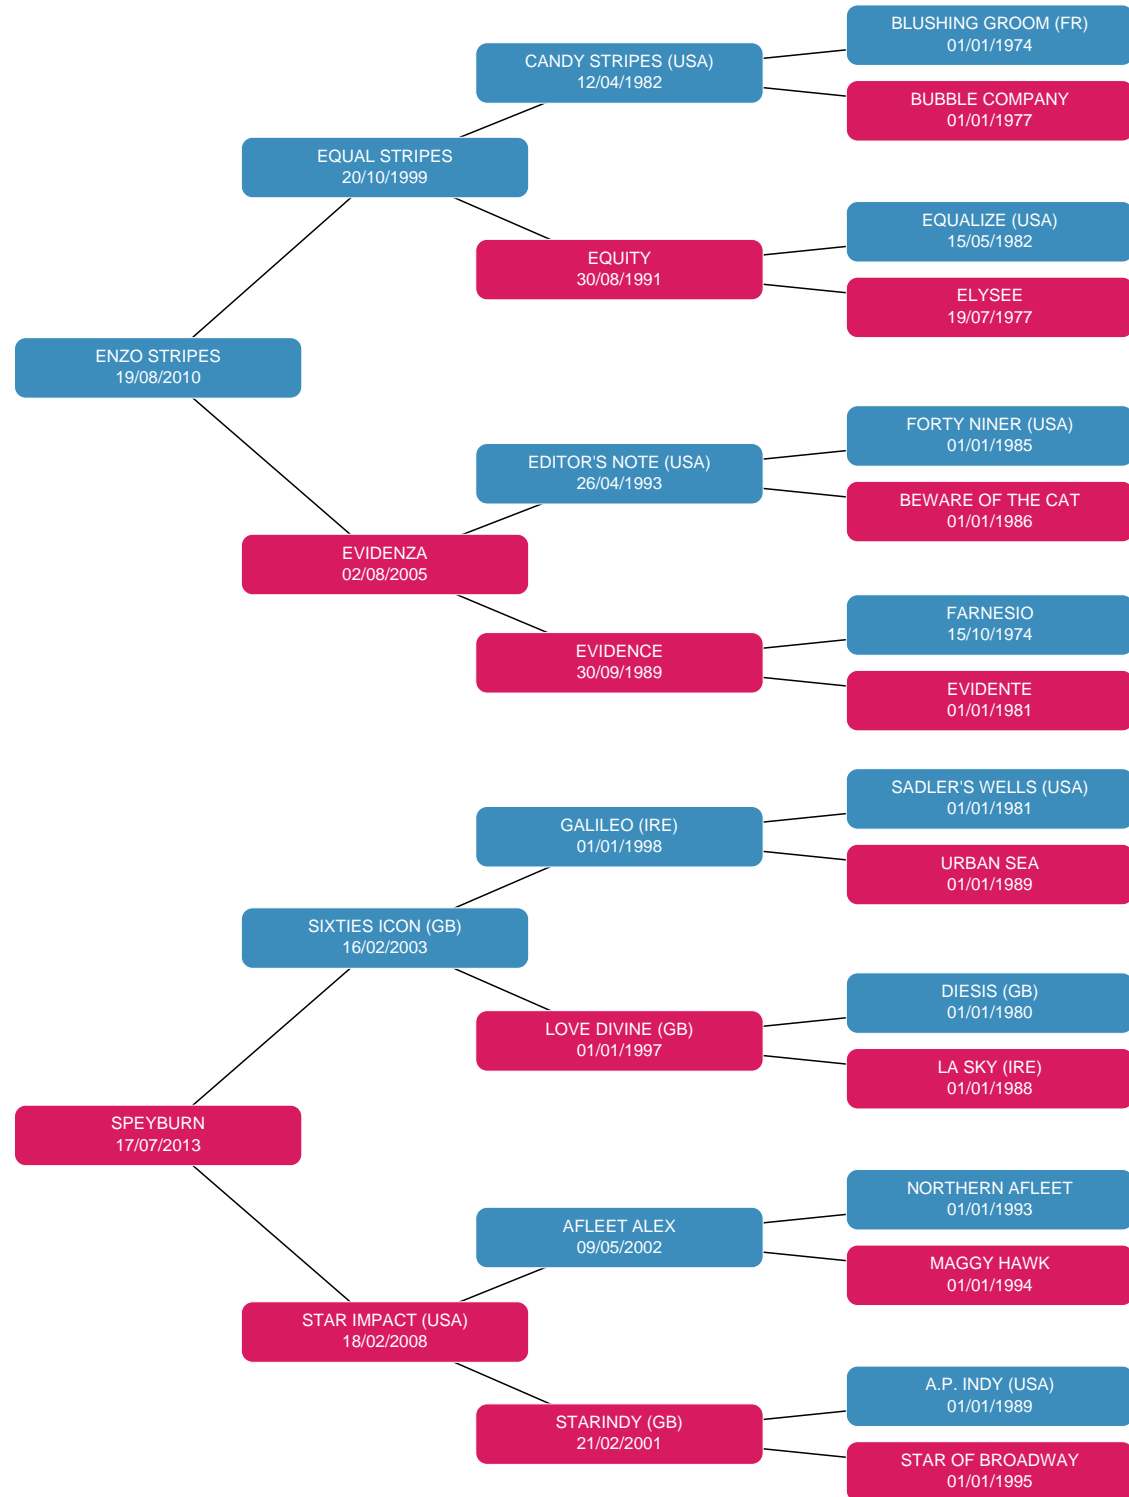 BLUSHING GROOM (FR)
01/01/1974
CANDY STRIPES (USA)
12/04/1982
BUBBLE COMPANY
01/01/1977
EQUAL STRIPES
20/10/1999
EQUALIZE (USA)
15/05/1982
EQUITY
30/08/1991
ELYSEE
19/07/1977
ENZO STRIPES
19/08/2010
FORTY NINER (USA)
01/01/1985
EDITOR'S NOTE (USA)
26/04/1993
BEWARE OF THE CAT
01/01/1986
EVIDENZA
02/08/2005
FARNESIO
15/10/1974
EVIDENCE
30/09/1989
EVIDENTE
01/01/1981
SADLER'S WELLS (USA)
01/01/1981
GALILEO (IRE)
01/01/1998
URBAN SEA
01/01/1989
SIXTIES ICON (GB)
16/02/2003
DIESIS (GB)
01/01/1980
LOVE DIVINE (GB)
01/01/1997
LA SKY (IRE)
01/01/1988
SPEYBURN
17/07/2013
NORTHERN AFLEET
01/01/1993
AFLEET ALEX
09/05/2002
MAGGY HAWK
01/01/1994
STAR IMPACT (USA)
18/02/2008
A.P. INDY (USA)
01/01/1989
STARINDY (GB)
21/02/2001
STAR OF BROADWAY
01/01/1995